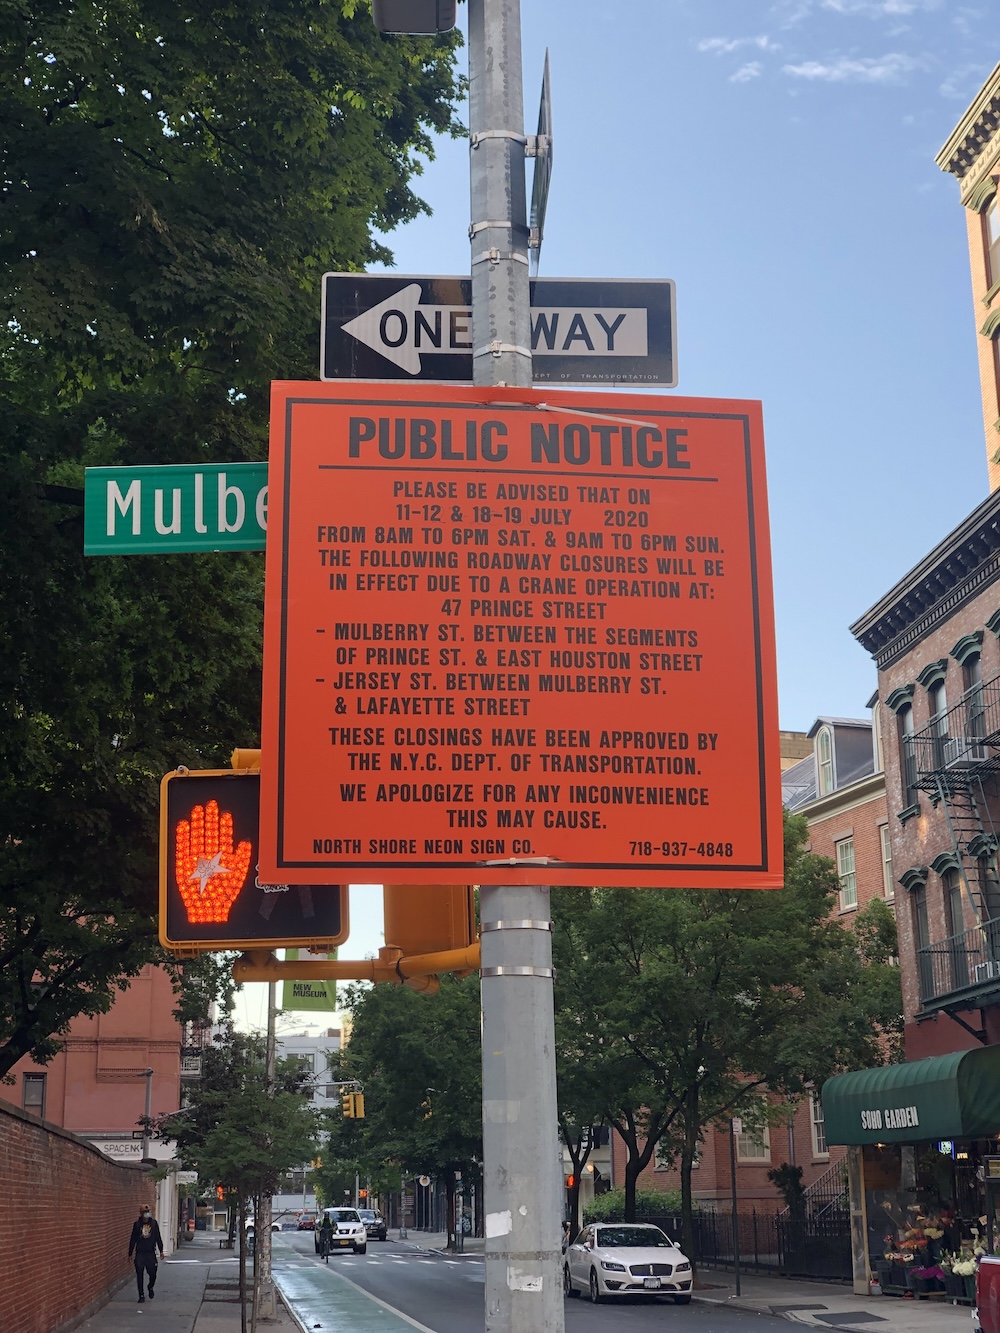 ONE WAY
DEPT OF TRANSPORTATION
PUBLIC NOTICE
Mulbe
PLEASE BE ADVISED THAT ON
11-12 & 18-19 JULY 2020
FROM 8AM TO 6PM SAT. & 9AM TO 6PM SUN.
THE FOLLOWING ROADWAY CLOSURES WILL BE
IN EFFECT DUE TO A CRANE OPERATION AT:
47 PRINCE STREET
- MULBERRY ST. BETWEEN THE SEGMENTS
OF PRINCE ST. & EAST HOUSTON STREET
- JERSEY ST. BETWEEN MULBERRY ST.
& LAFAYETTE STREET
THESE CLOSINGS HAVE BEEN APPROVED BY
THE N.Y.C. DEPT. OF TRANSPORTATION.
WE APOLOGIZE FOR ANY INCONVENIENCE
THIS MAY CAUSE.
NORTH SHORE NEON SIGN CO. 718-937-4848
NEW
MUSEUM
SOHO GARDEN
SPACENK